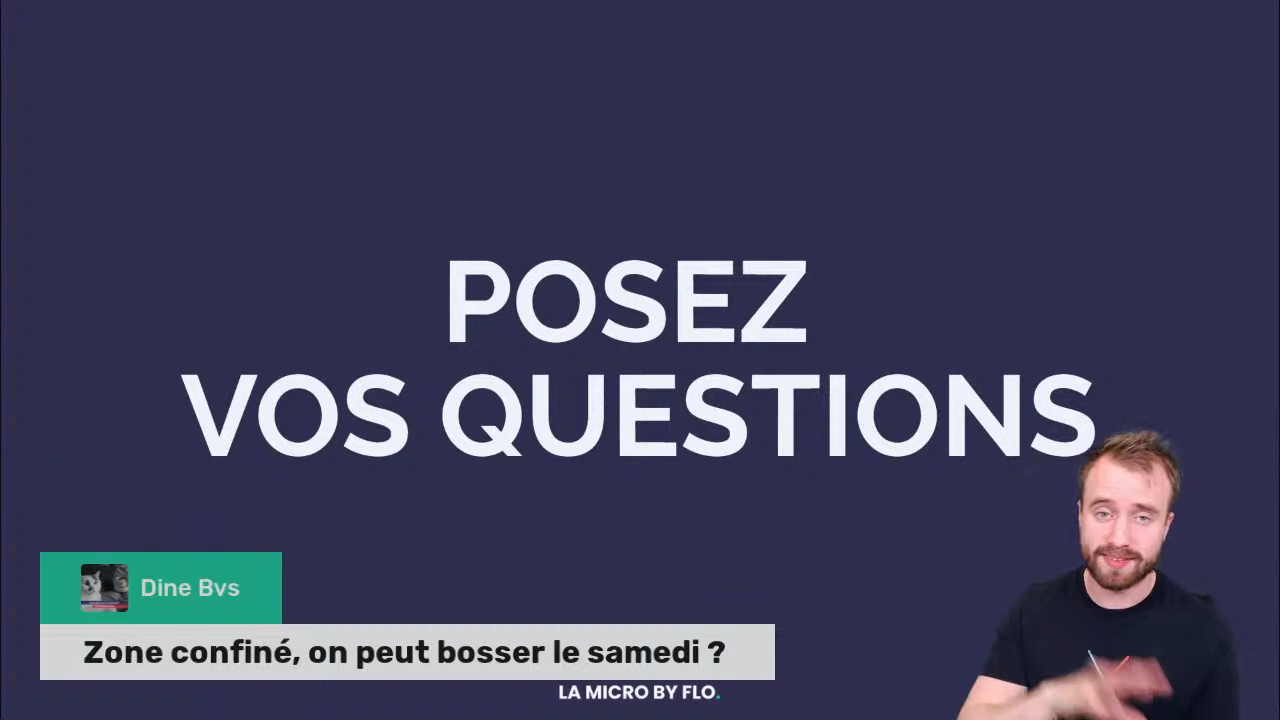 POSEZ
VOS QUESTIONS
Dine Bvs
Zone confiné, on peut bosser le samedi ?
LA MICRO BY FLO.